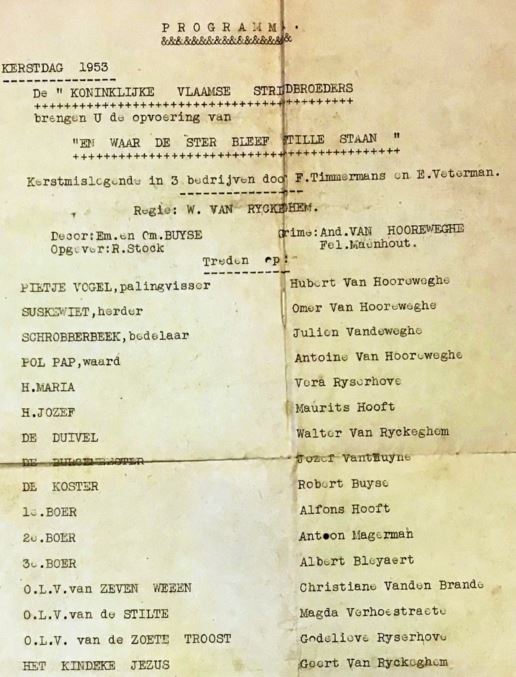 PROGRAMMA.
&&&&&&&&&&&&&&&&&&&&&
KERSTDAG 1953
De " KONINKLIJKE VLAAMSE STRIJDBROEDERS
++++++++++++++++++++++++++++++++++++++++
brengen U de opvoering van
"EN WAAR DE STER BLEEF STILLE STAAN "
++++++++++++++++++++++++++++++++++++++++
Kerstmislegende in 3 bedrijven door F.Timmermans en E.Veterman.
Regie: W. VAN RYCKEGHEM.
Decor:Em.en Cm.BUYSE Grime:And.VAN HOOREWEGHE
Opgever:R.Stock Fel.Maenhout.
Treden op:
PIETJE VOGEL,palingvisser Hubert Van Hooreweghe
SUSKEWIET,herder Omer Van Hooreweghe
SCHROBBERBEEK,bedelaar Julien Vandeweghe
POL PAP,waard Antoine Van Hooreweghe
H.MARIA Vera Ryserhove
H.JOZEF Maurits Hooft
DE DUIVEL Walter Van Ryckeghem
DE Jozef VantHuyne
DE KOSTER Robert Buyse
1e.BOER Alfons Hooft
2e.BOER Antoon Magerman
3e.BOER Albert Bleyaert
O.L.V.van ZEVEN WEEEN Christiane Vanden Brande
O.L.V.van de STILTE Magda Verhoestraete
O.L.V. van de ZOETE TROOST Godelieve Ryserhove
HET KINDEKE JEZUS Geert Van Ryckeghem